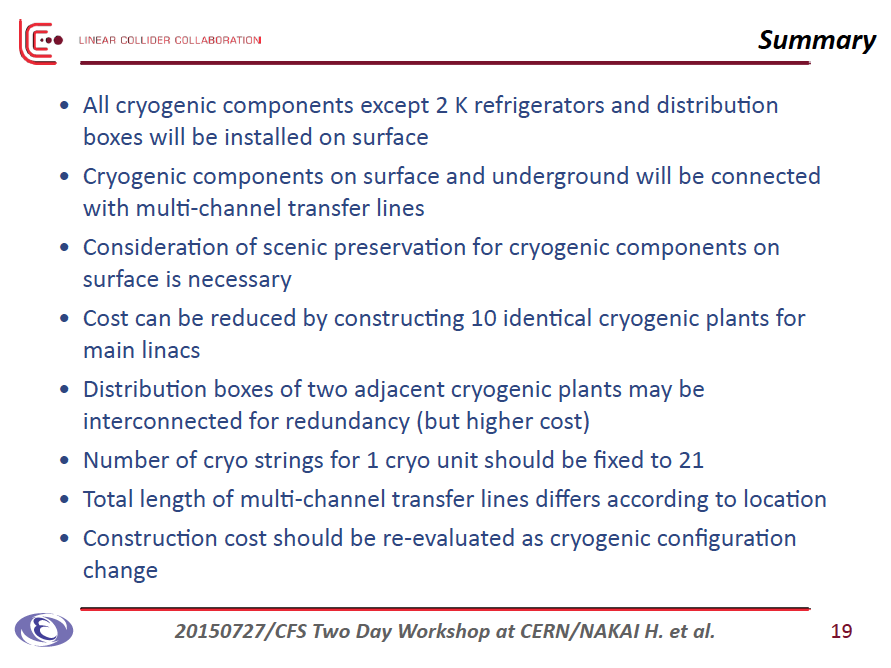 LINEAR COLLIDER COLLABORATION
Summary
• All cryogenic components except 2 K refrigerators and distribution
boxes will be installed on surface
• Cryogenic components on surface and underground will be connected
with multi-channel transfer lines
• Consideration of scenic preservation for cryogenic components on
surface is necessary
• Cost can be reduced by constructing 10 identical cryogenic plants for
main linacs
• Distribution boxes of two adjacent cryogenic plants may be
interconnected for redundancy (but higher cost)
• Number of cryo strings for 1 cryo unit should be fixed to 21
• Total length of multi-channel transfer lines differs according to location
• Construction cost should be re-evaluated as cryogenic configuration
change
20150727/CFS Two Day Workshop at CERN/NAKAI H. et al.
19